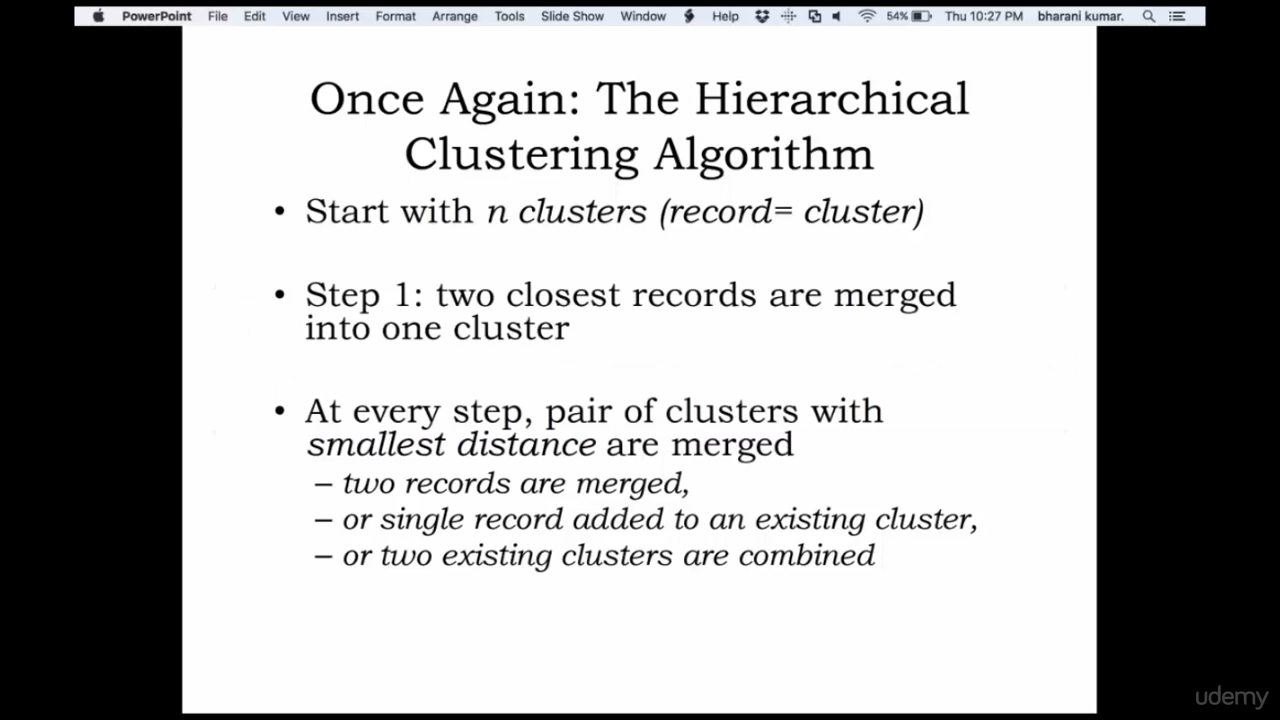 PowerPoint File Edit View Insert Format Arrange Tools Slide Show Window Help 54% Thu 10:27 PM bharani kumar.
Once Again: The Hierarchical
Clustering Algorithm
• Start with n clusters (record= cluster)
• Step 1: two closest records are merged
into one cluster
• At every step, pair of clusters with
smallest distance are merged
– two records are merged,
– or single record added to an existing cluster,
– or two existing clusters are combined
udemy